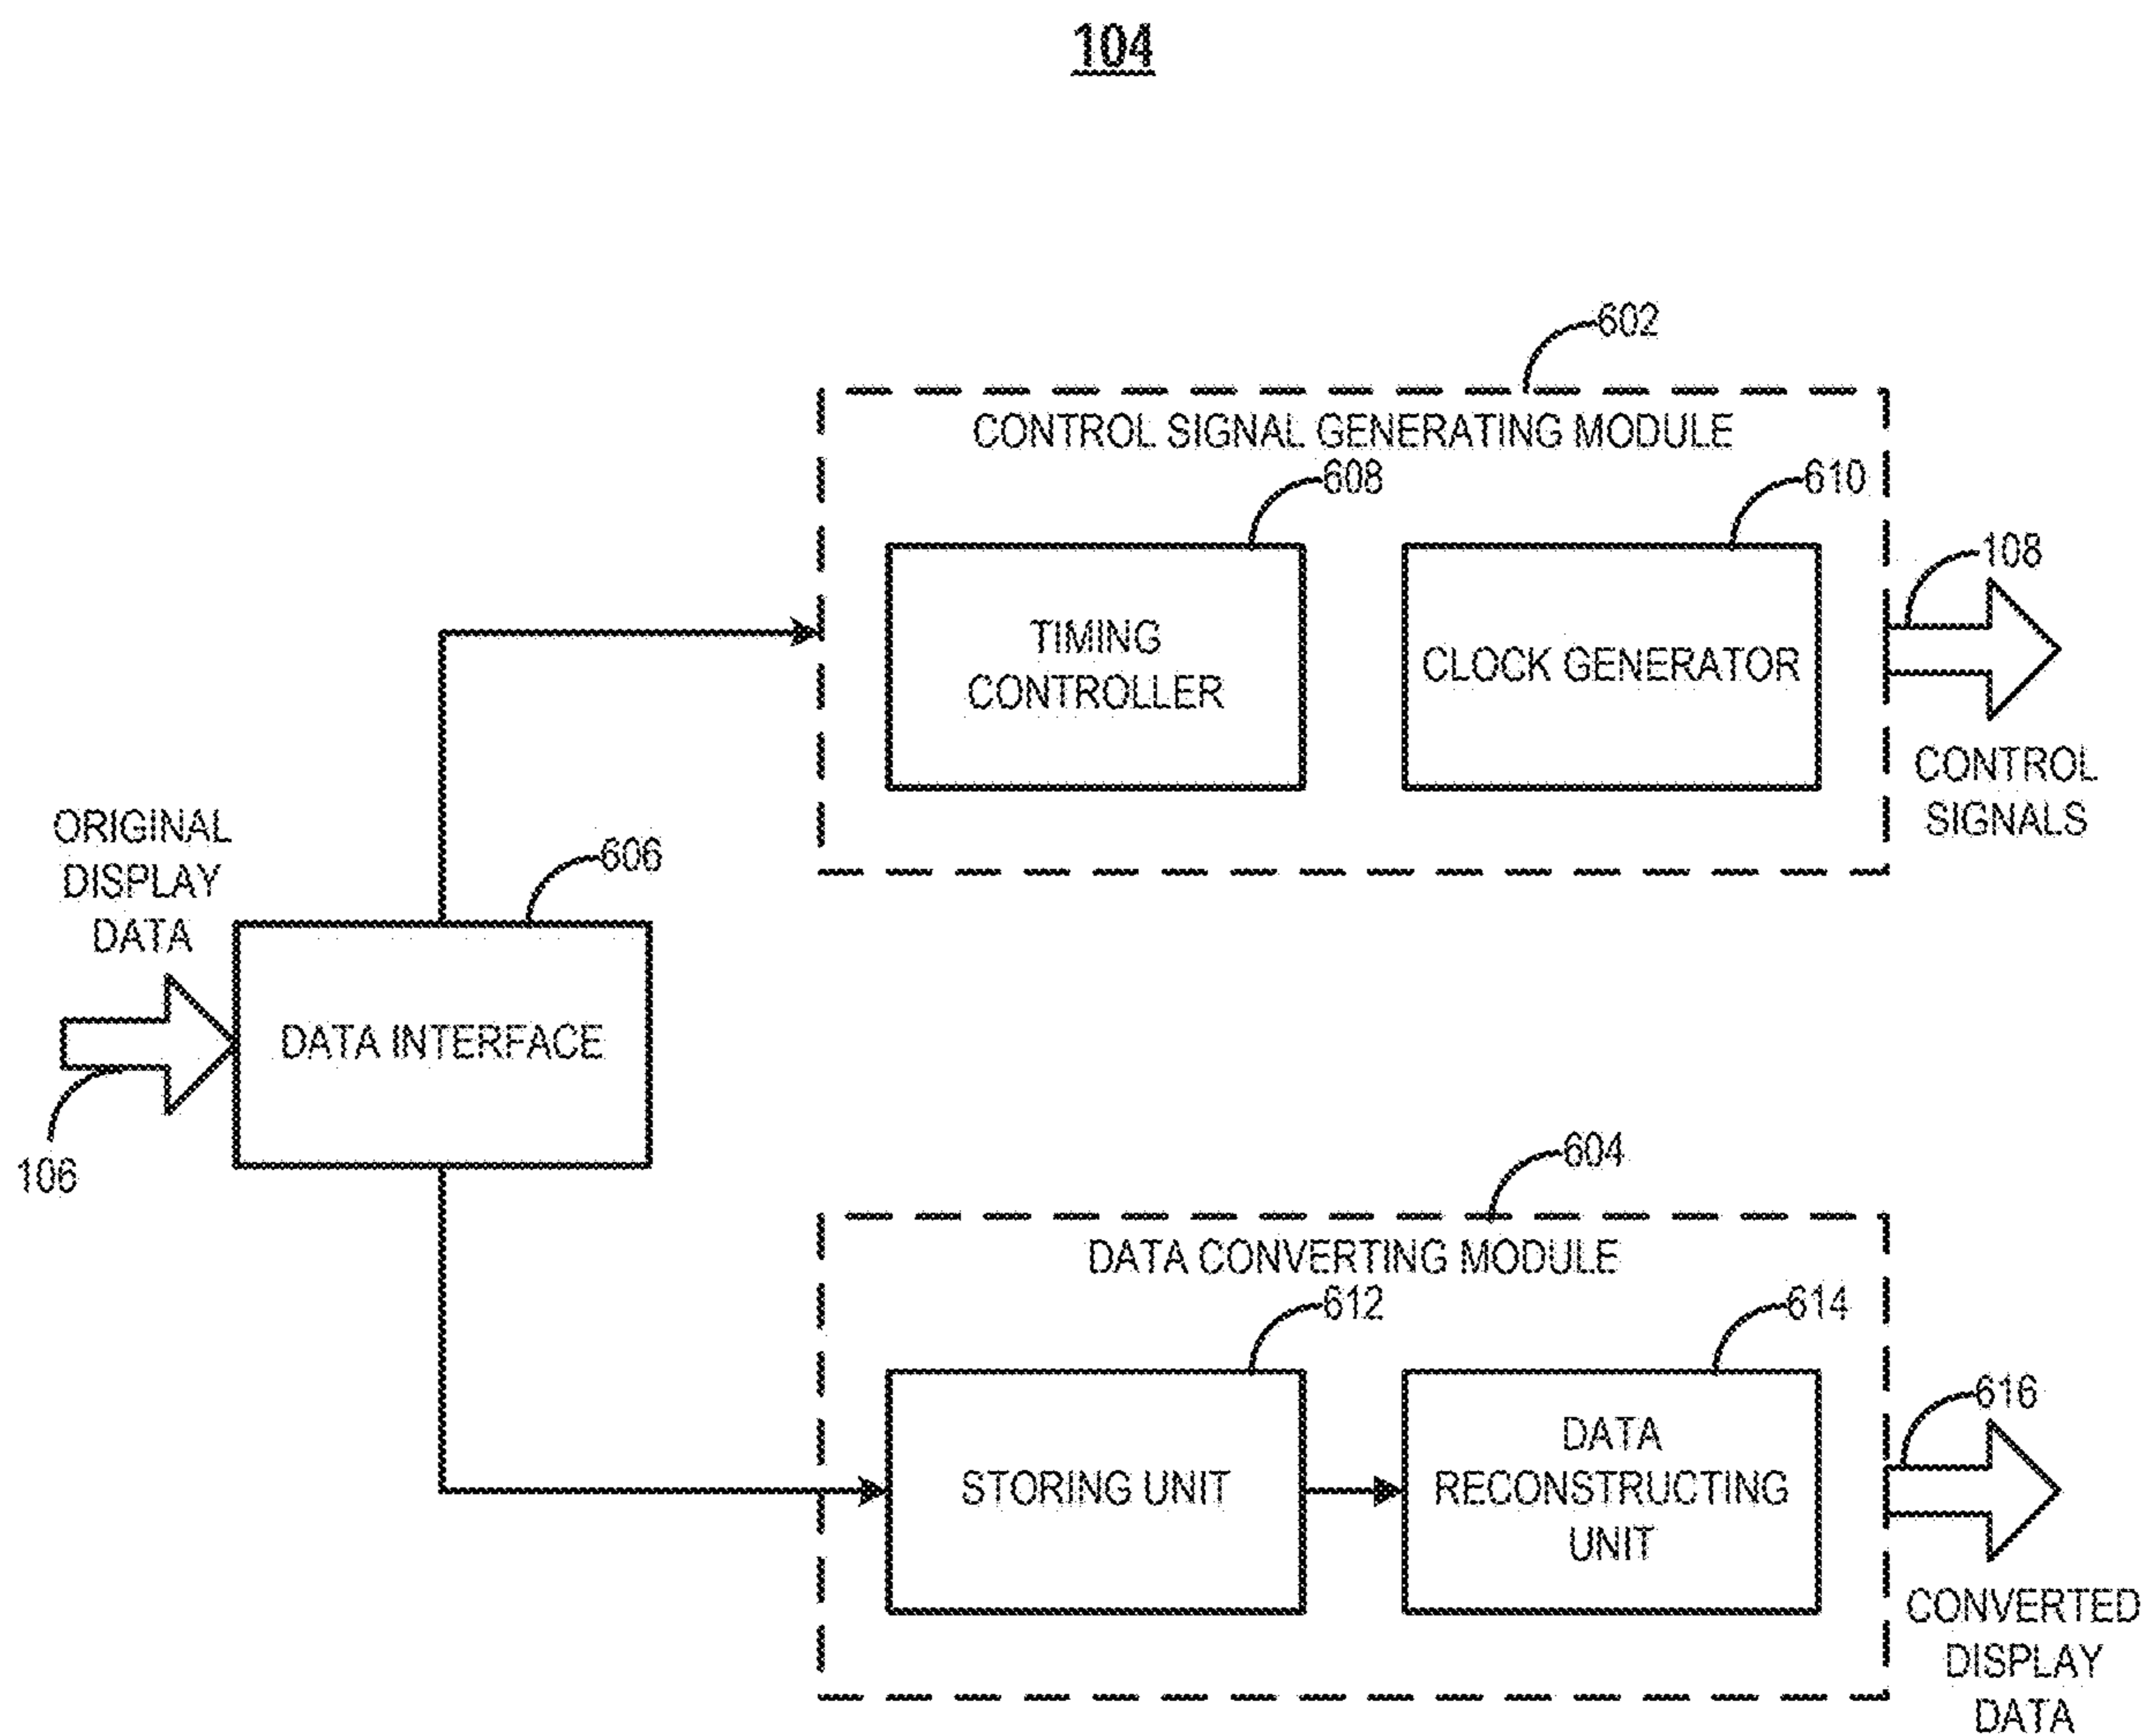 104
602
CONTROL SIGNAL GENERATING MODULE
608
610
TIMING
CONTROLLER
CLOCK GENERATOR
108
CONTROL
SIGNALS
ORIGINAL
DISPLAY
DATA
606
DATA INTERFACE
106
604
DATA CONVERTING MODULE
612
614
STORING UNIT
DATA
RECONSTRUCTING
UNIT
616
CONVERTED
DISPLAY
DATA